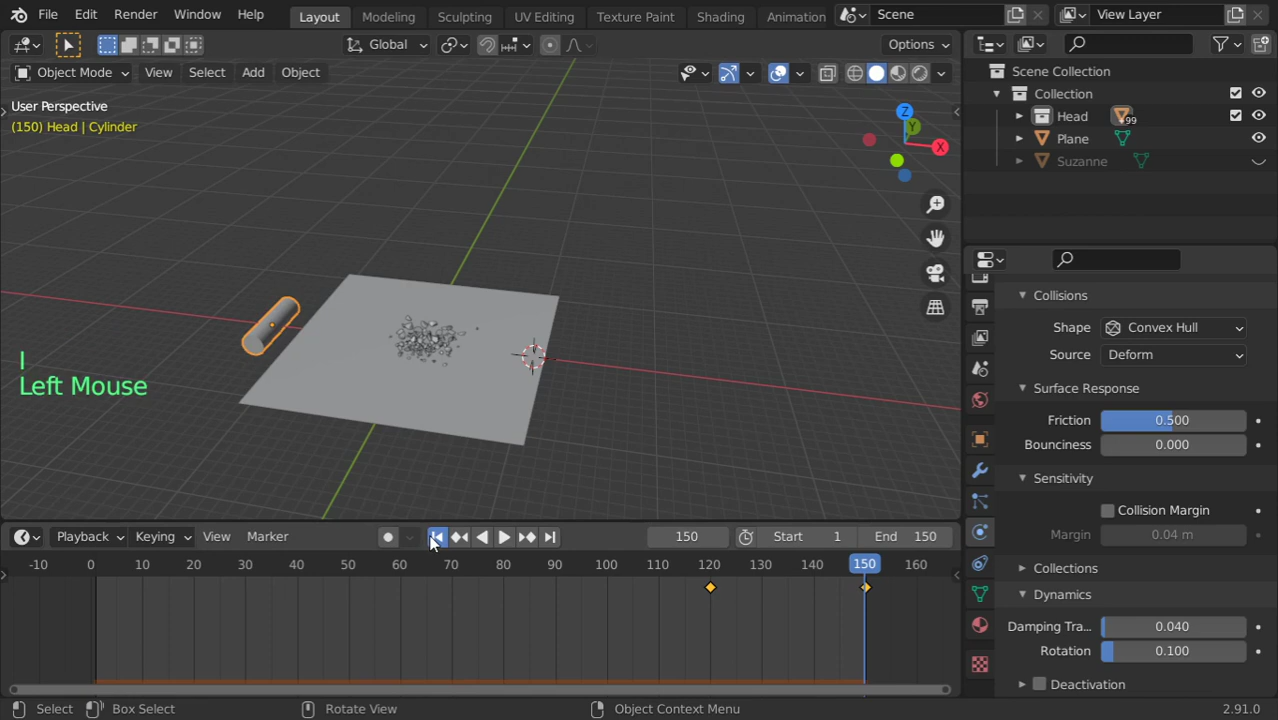 File Edit Render Window Help Layout Modeling Sculpting UV Editing Texture Paint Shading Animation Scene View Layer
Global Options
Object Mode View Select Add Object
User Perspective
(150) Head | Cylinder
Z
Y
X
I
Left Mouse
Scene Collection
Collection
Head +99
Plane
Suzanne
Collisions
Shape Convex Hull
Source Deform
Surface Response
Friction 0.500
Bounciness 0.000
Sensitivity
Collision Margin
Margin 0.04 m
Collections
Dynamics
Damping Tra... 0.040
Rotation 0.100
Deactivation
Playback Keying View Marker 150 Start 1 End 150
-10 0 10 20 30 40 50 60 70 80 90 100 110 120 130 140 150 160
Select Box Select Rotate View Object Context Menu 2.91.0